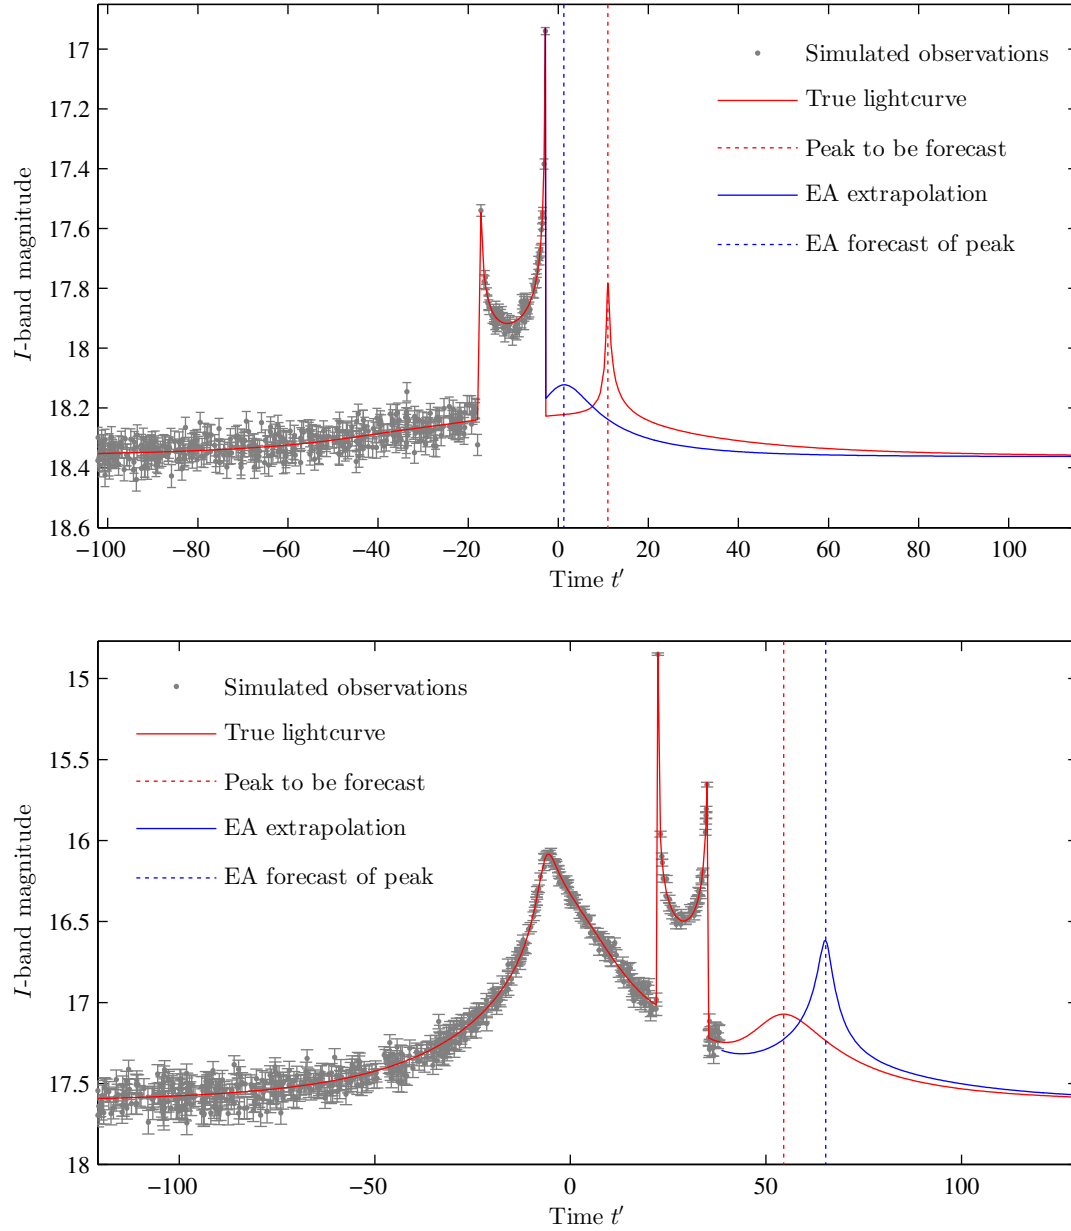 17
17.2
17.4
17.6
17.8
18
18.2
18.4
18.6
I-band magnitude
Simulated observations
True lightcurve
Peak to be forecast
EA extrapolation
EA forecast of peak
−100 −80 −60 −40 −20 0 20 40 60 80 100
Time t′
15
15.5
16
16.5
17
17.5
18
I-band magnitude
Simulated observations
True lightcurve
Peak to be forecast
EA extrapolation
EA forecast of peak
−100 −50 0 50 100
Time t′